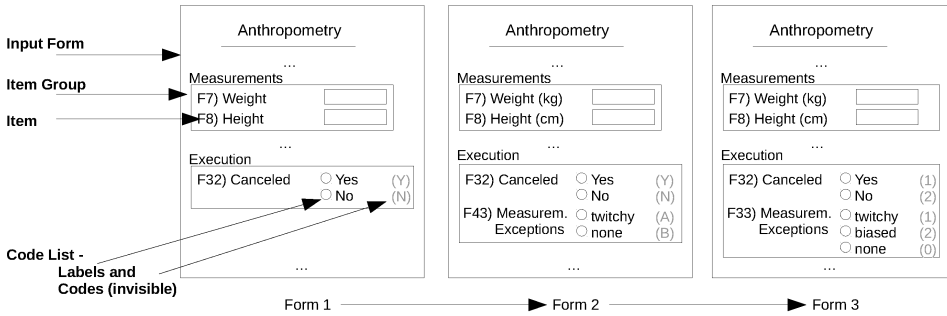 Input Form
Item Group
Item
Code List -
Labels and
Codes (invisible)
Anthropometry
...
Measurements
F7) Weight
F8) Height
...
Execution
F32) Canceled Yes (Y)
No (N)
...
Anthropometry
...
Measurements
F7) Weight (kg)
F8) Height (cm)
...
Execution
F32) Canceled Yes (Y)
No (N)
F43) Measurem. twitchy (A)
Exceptions none (B)
...
Anthropometry
...
Measurements
F7) Weight (kg)
F8) Height (cm)
...
Execution
F32) Canceled Yes (1)
No (2)
F33) Measurem. twitchy (1)
Exceptions biased (2)
none (0)
...
Form 1 Form 2 Form 3